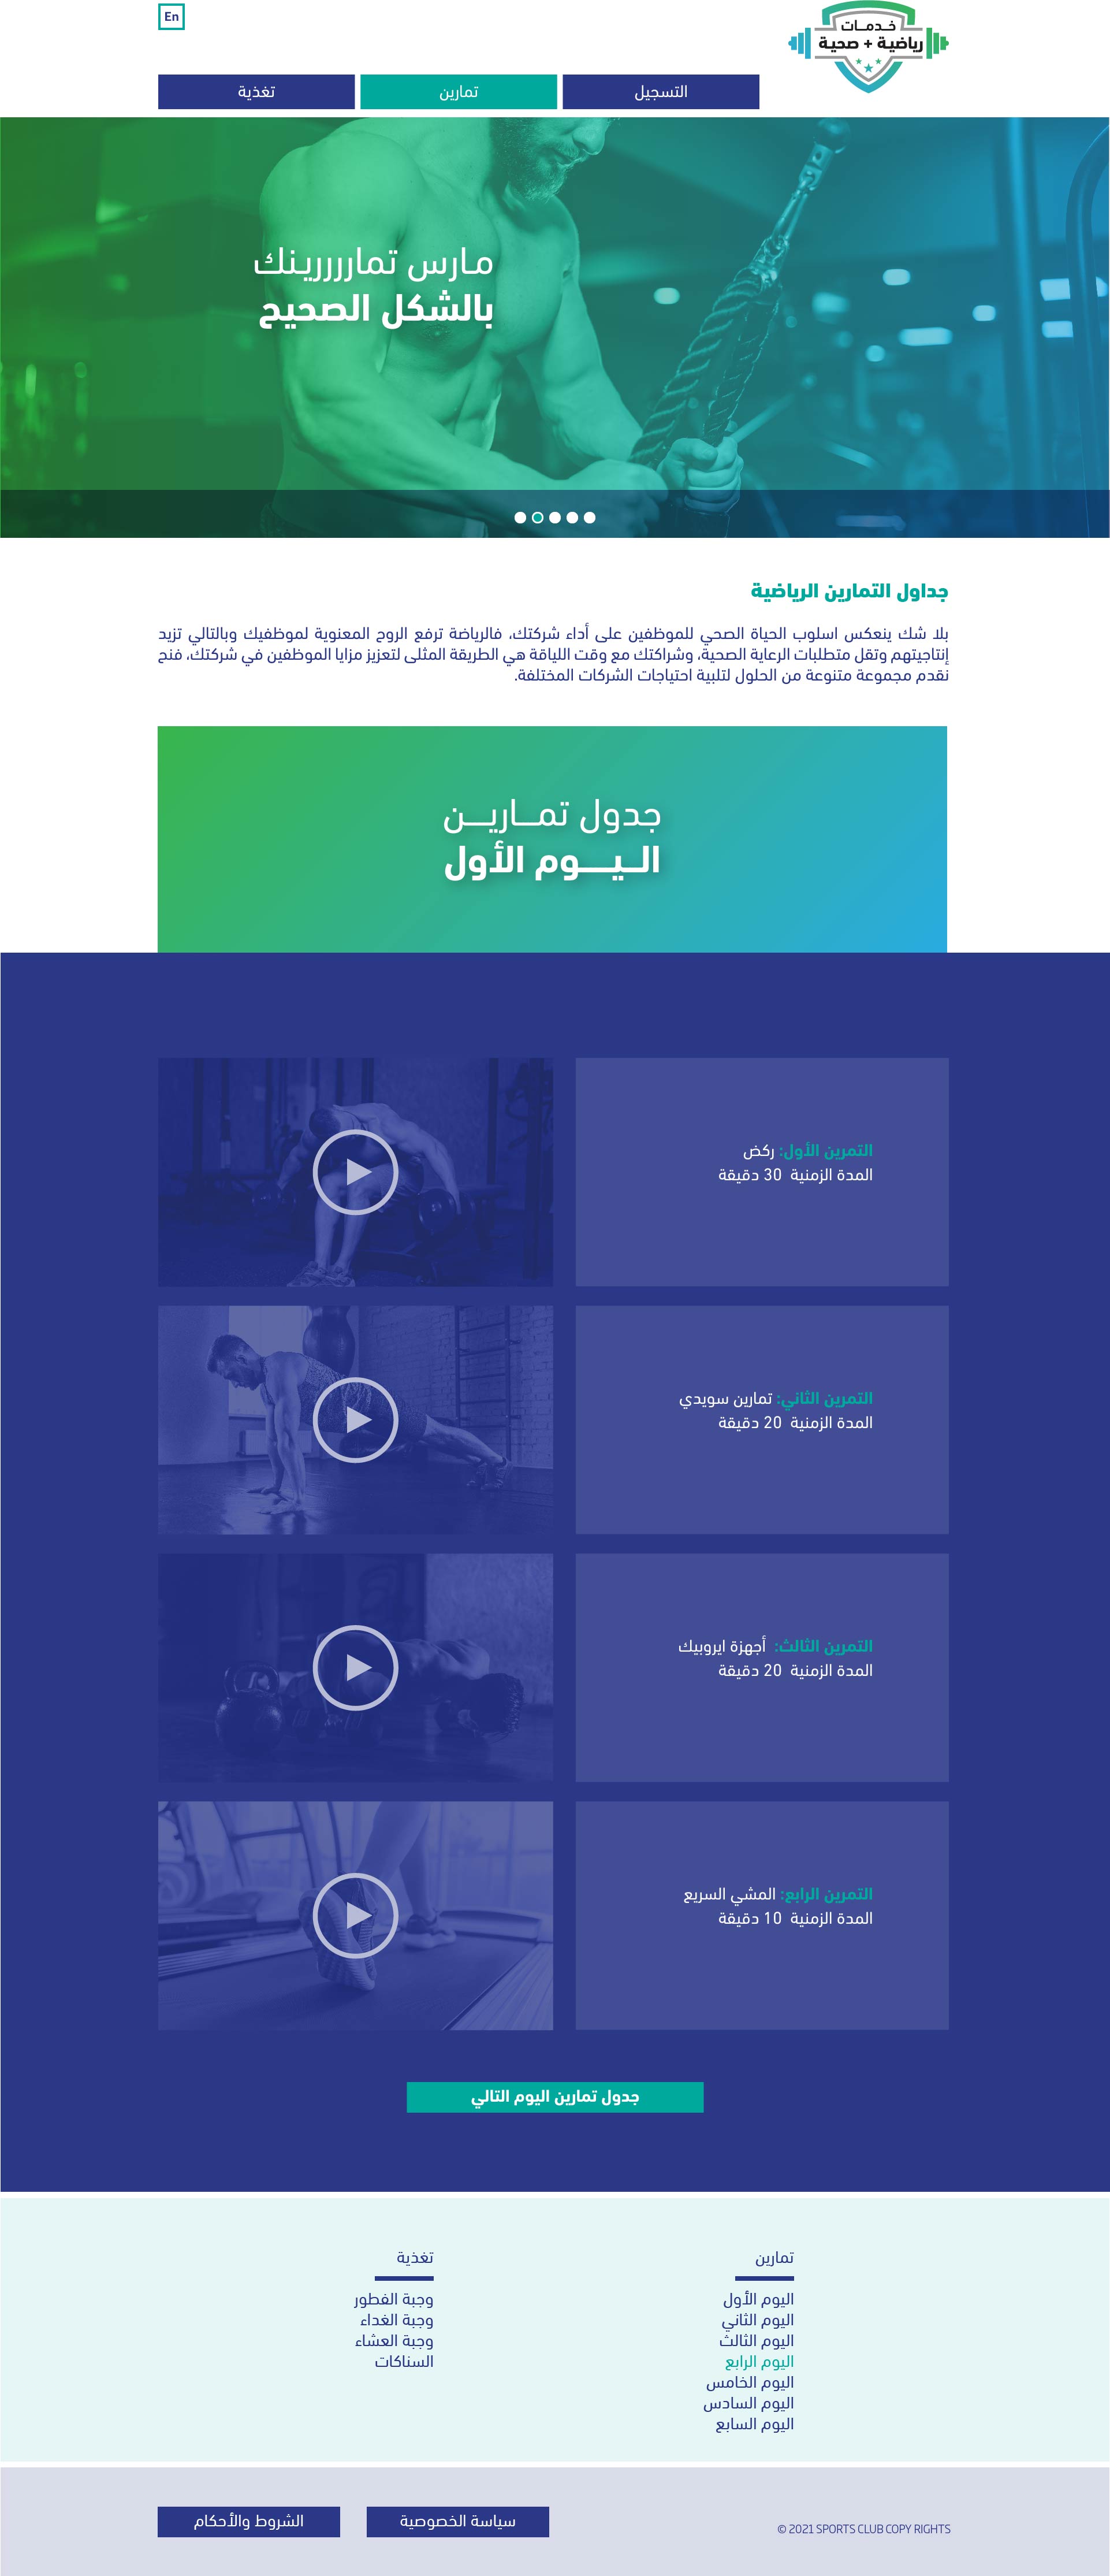 خدمـات
رياضية + صحية
En
التسجيل
تمارين
تغذية
مـارس تماررررينـك
بالشكل الصحيح
جداول التمارين الرياضية
بلا شك ينعكس اسلوب الحياة الصحي للموظفين على أداء شركتك، فالرياضة ترفع الروح المعنوية لموظفيك وبالتالي تزيد
إنتاجيتهم وتقل متطلبات الرعاية الصحية، وشراكتك مع وقت اللياقة هي الطريقة المثلى لتعزيز مزايا الموظفين في شركتك، فنح
نقدم مجموعة متنوعة من الحلول لتلبية احتياجات الشركات المختلفة.
جدول تمـــاريـــن
الــيــــوم الأول
التمرين الأول: ركض
المدة الزمنية 30 دقيقة
التمرين الثاني: تمارين سويدي
المدة الزمنية 20 دقيقة
التمرين الثالث: أجهزة ايروبيك
المدة الزمنية 20 دقيقة
التمرين الرابع: المشي السريع
المدة الزمنية 10 دقيقة
جدول تمارين اليوم التالي
تمارين
اليوم الأول
اليوم الثاني
اليوم الثالث
اليوم الرابع
اليوم الخامس
اليوم السادس
اليوم السابع
تغذية
وجبة الفطور
وجبة الغداء
وجبة العشاء
السناكات
© 2021 SPORTS CLUB COPY RIGHTS
سياسة الخصوصية
الشروط والأحكام